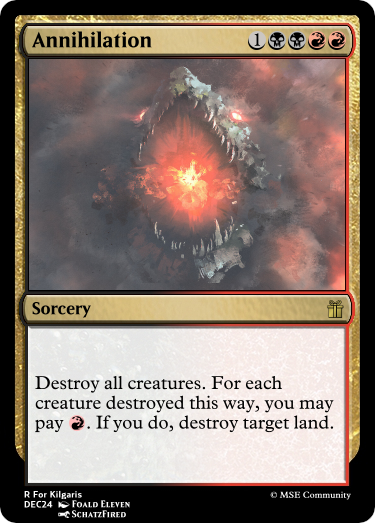 Annihilation 1
Sorcery
Destroy all creatures. For each
creature destroyed this way, you may
pay . If you do, destroy target land.
R For Kilgaris
DEC24 Foald Eleven © MSE Community
SchatzFired